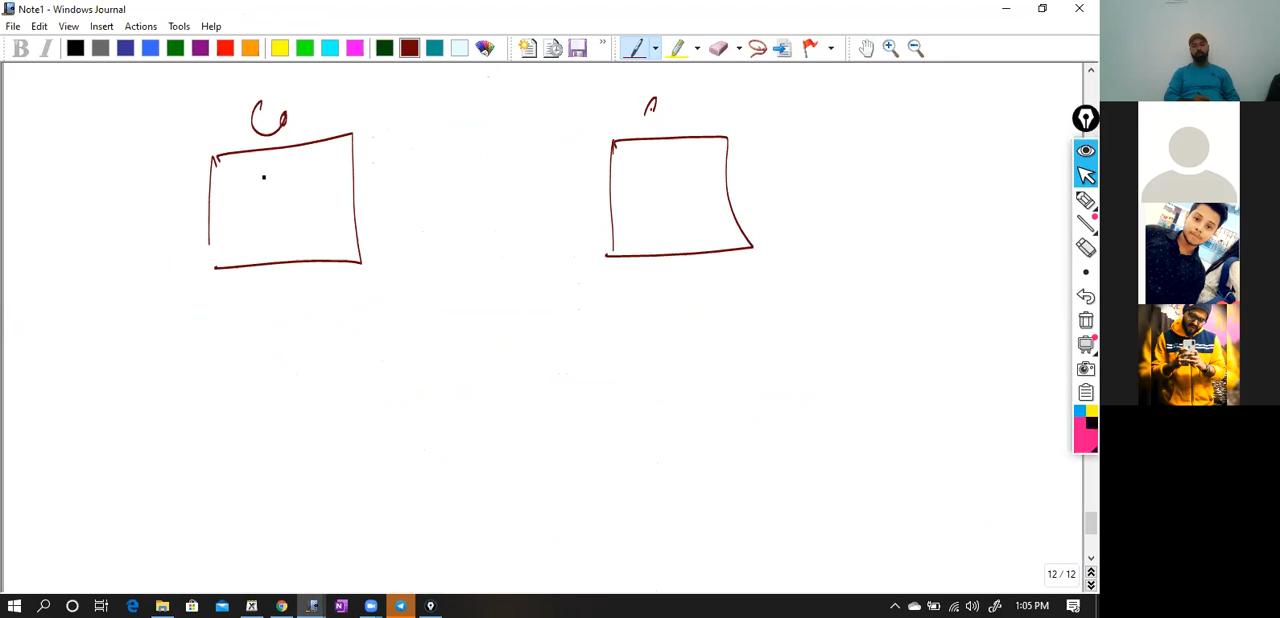 Note1 - Windows Journal
File Edit View Insert Actions Tools Help
B I
12 / 12
1:05 PM